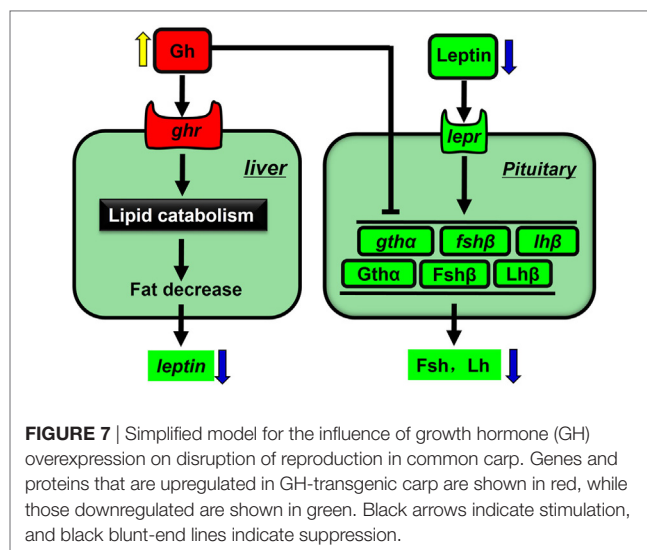 Gh
Leptin
ghr
lepr
liver
Pituitary
Lipid catabolism
gthα
fshβ
lhβ
Gthα
Fshβ
Lhβ
Fat decrease
leptin
Fsh, Lh
FIGURE 7 | Simplified model for the influence of growth hormone (GH)
overexpression on disruption of reproduction in common carp. Genes and
proteins that are upregulated in GH-transgenic carp are shown in red, while
those downregulated are shown in green. Black arrows indicate stimulation,
and black blunt-end lines indicate suppression.